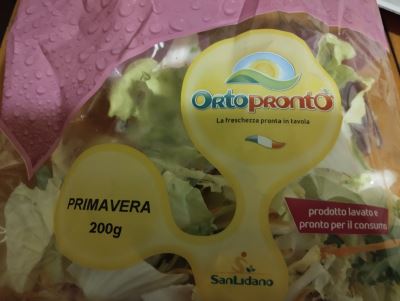 OrtoprontO
La freschezza pronta in tavola
PRIMAVERA
200g
prodotto lavato e
pronto per il consumo
SanLidano